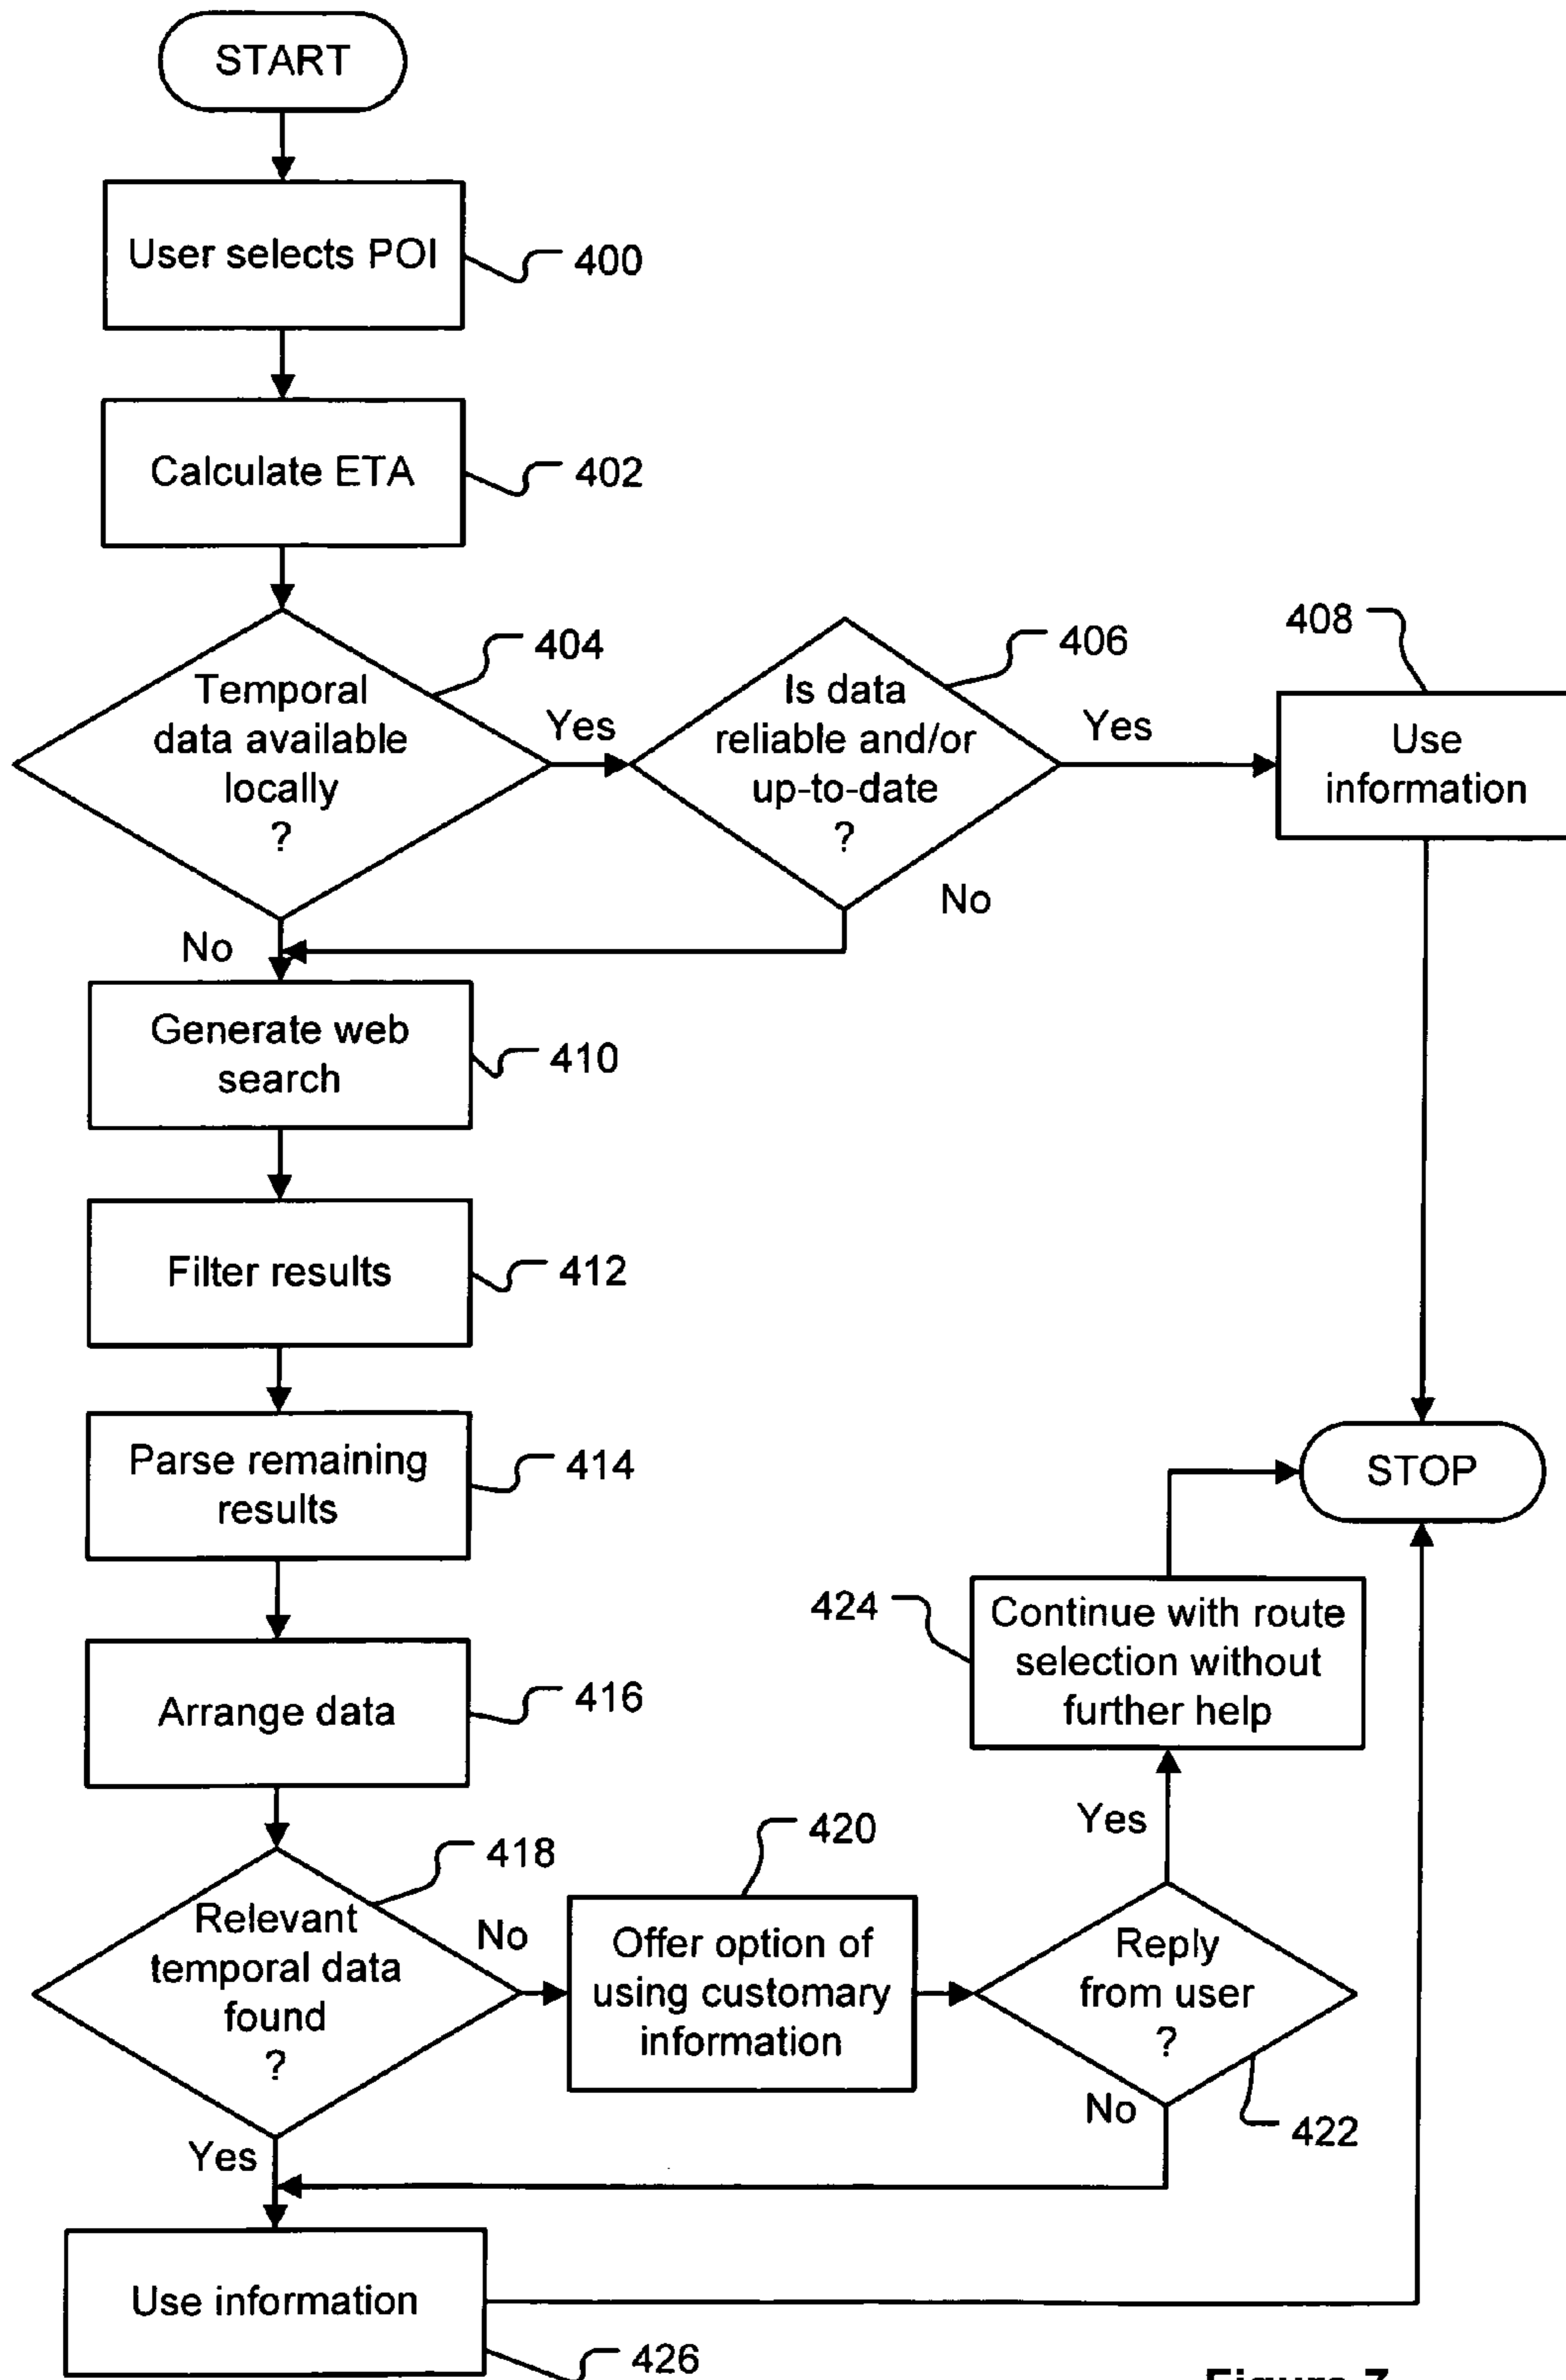 START
User selects POI
400
Calculate ETA
402
Temporal
data available
locally
?
404
Yes
Is data
reliable and/or
up-to-date
?
406
Yes
408
Use
information
No
No
Generate web
search
410
Filter results
412
Parse remaining
results
414
STOP
Arrange data
416
424
Continue with route
selection without
further help
Yes
Relevant
temporal data
found
?
418
No
420
Offer option of
using customary
information
Reply
from user
?
422
No
Yes
Use information
426
Figure 7